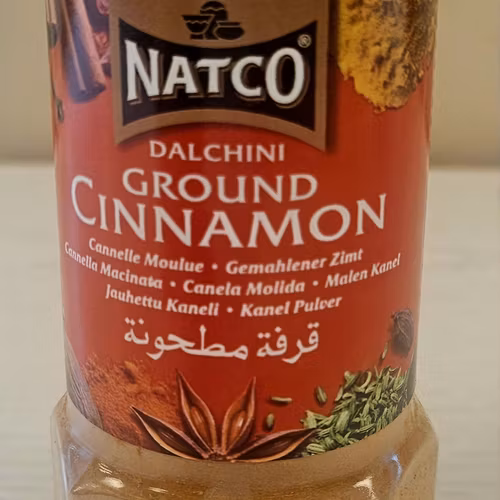 NATCO®
DALCHINI
GROUND
CINNAMON
Cannelle Moulue • Gemahlener Zimt
Cannella Macinata • Canela Molida • Malen Kanel
Jauhettu Kaneli • Kanel Pulver
قرفة مطحونة